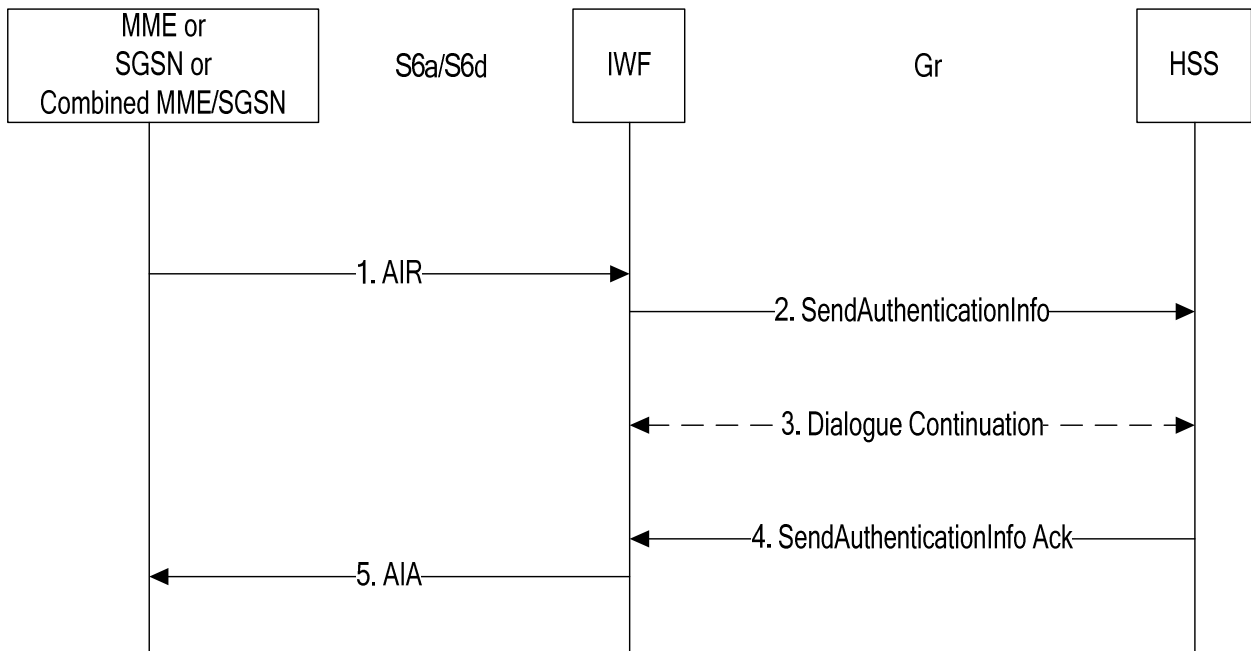 MME or
SGSN or
Combined MME/SGSN
S6a/S6d
IWF
Gr
HSS
1. AIR
2. SendAuthenticationInfo
3. Dialogue Continuation
4. SendAuthenticationInfo Ack
5. AIA